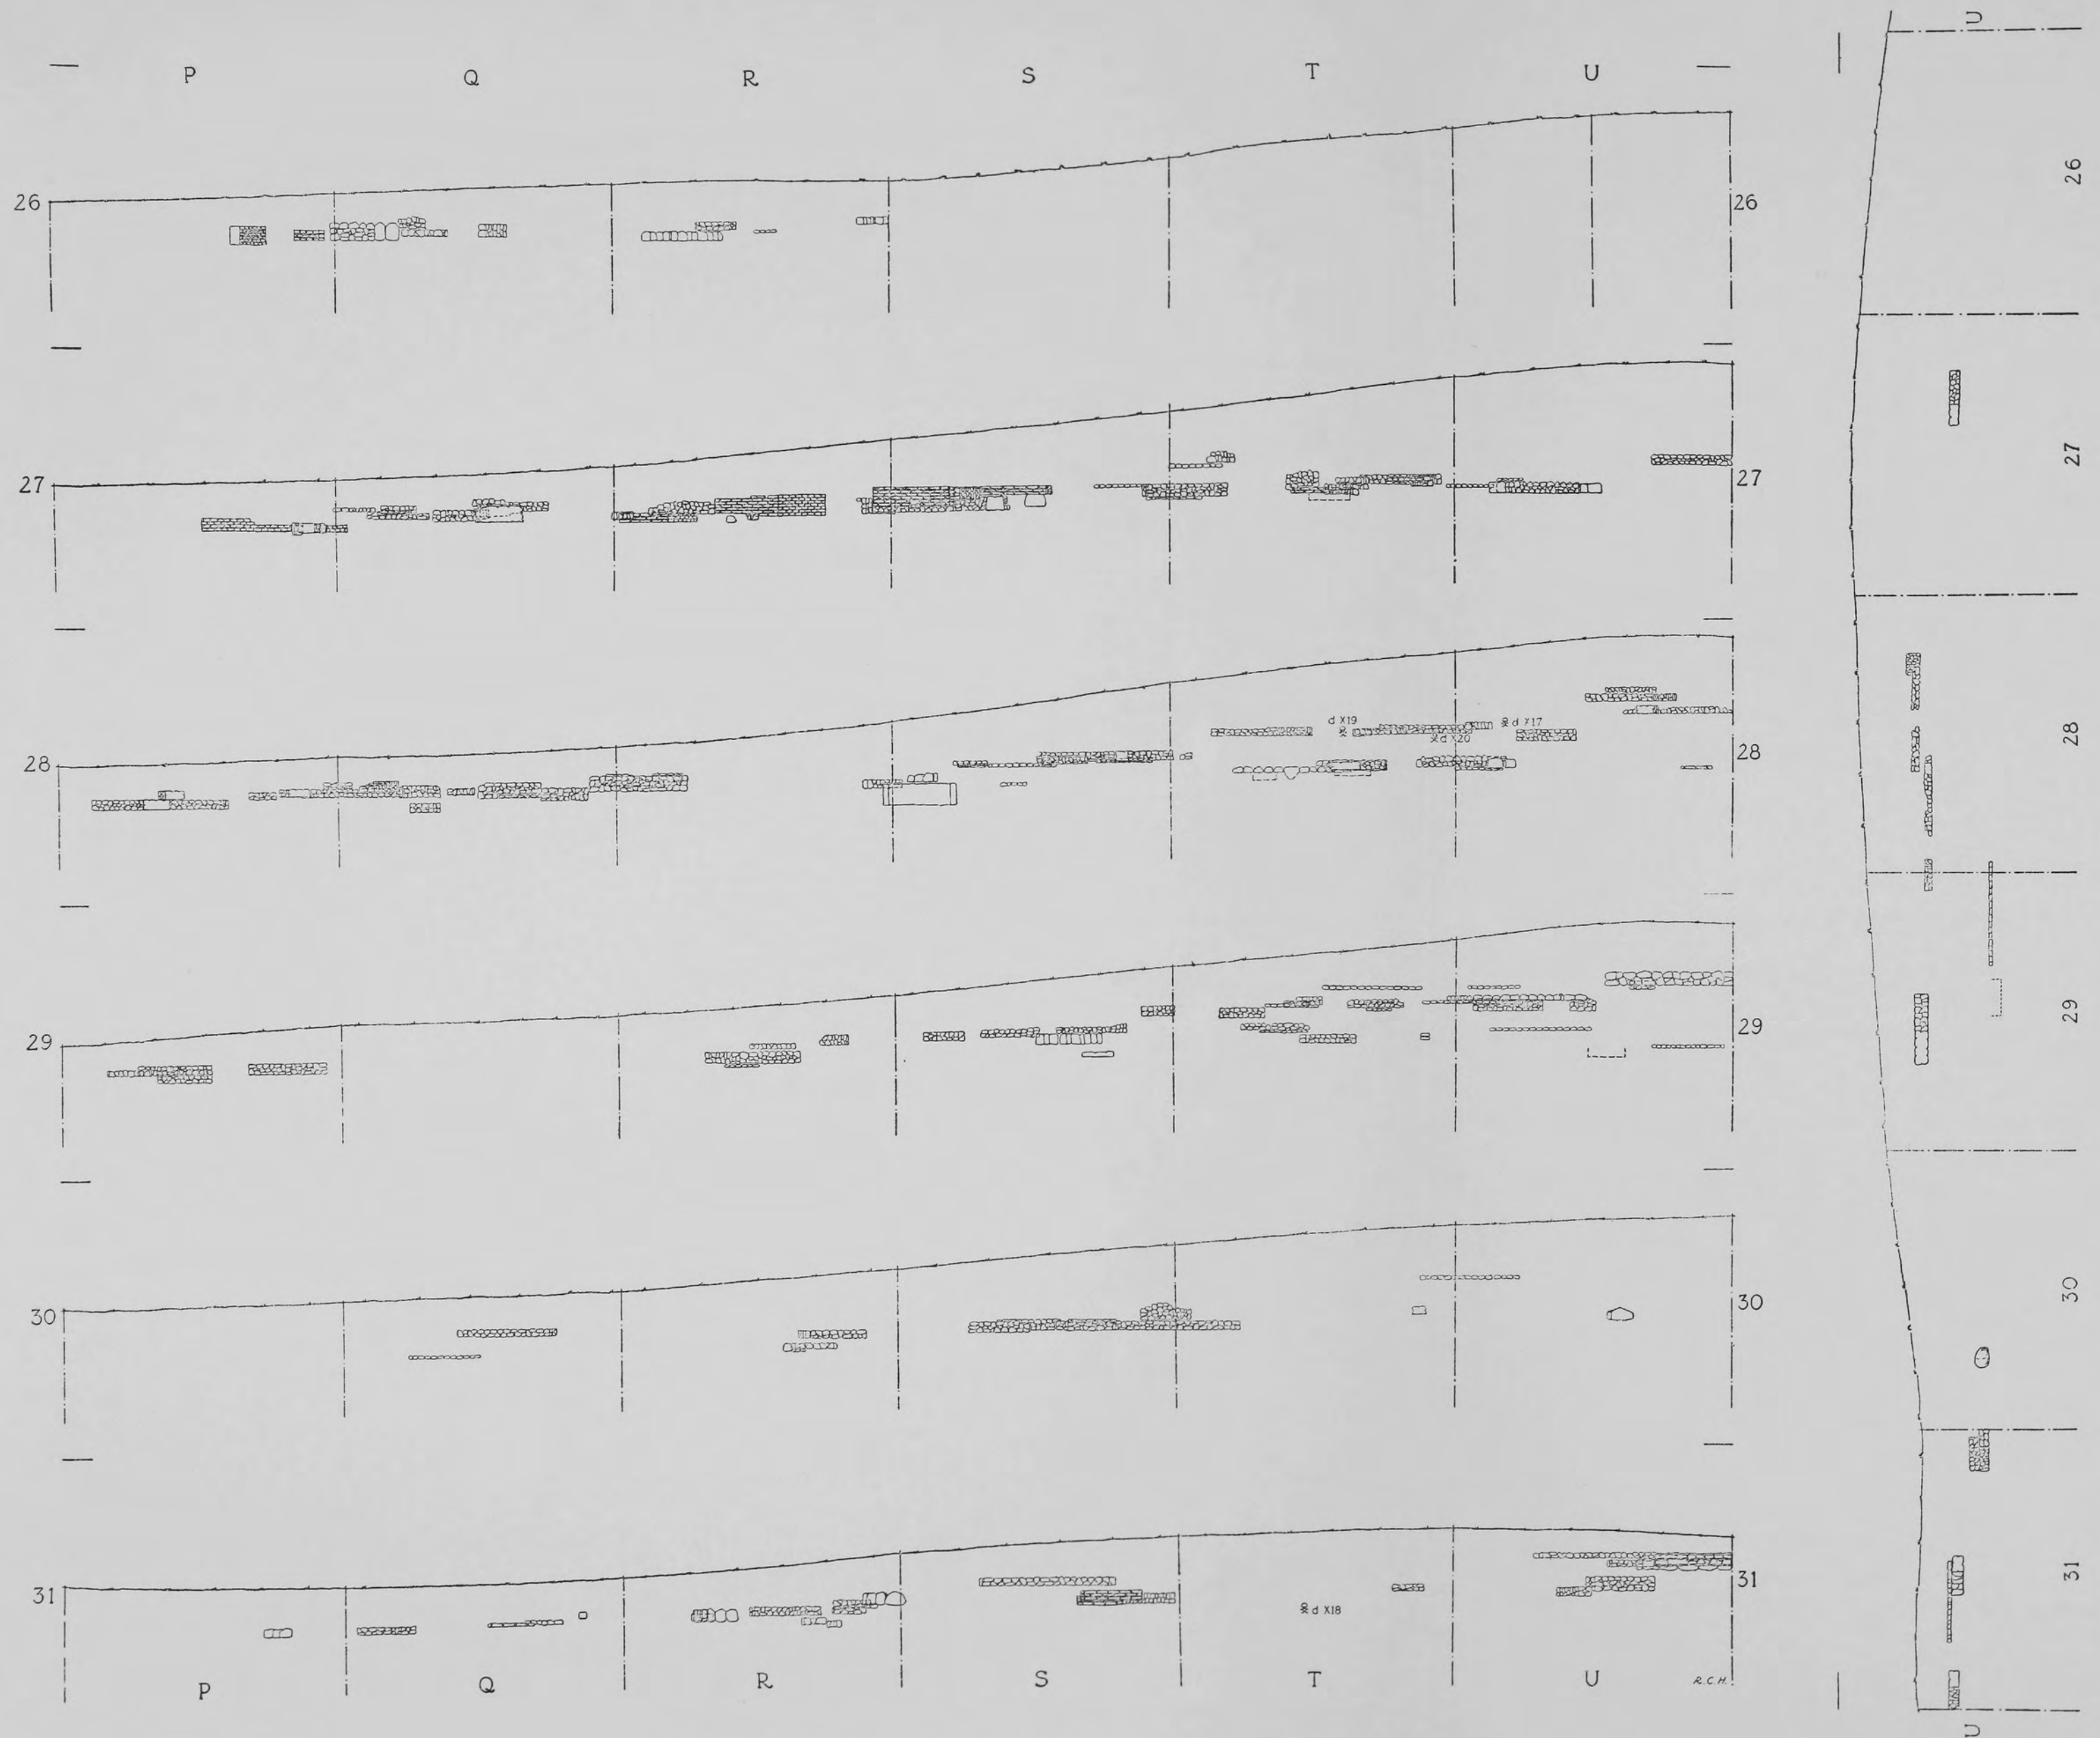 P Q R S T U
26 26
27 27
d X19 d X17
d X20
28 28
29 29
30 30
31 31
d X18
P Q R S T U
R.C.H.
U
26
27
28
29
30
31
U